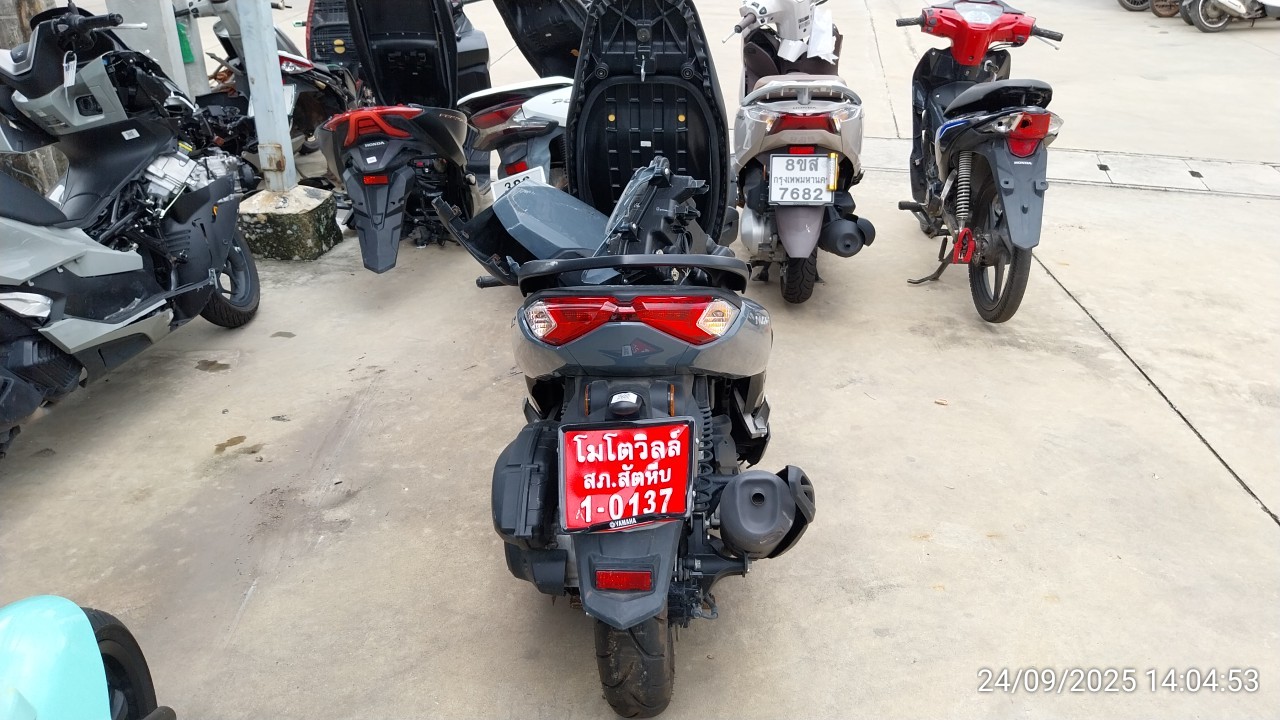 HONDA
8ขส
กรุงเทพมหานคร
7682
โมโตวิลล์
สภ.สัตหีบ
1-0137
YAMAHA
24/09/2025 14:04:53